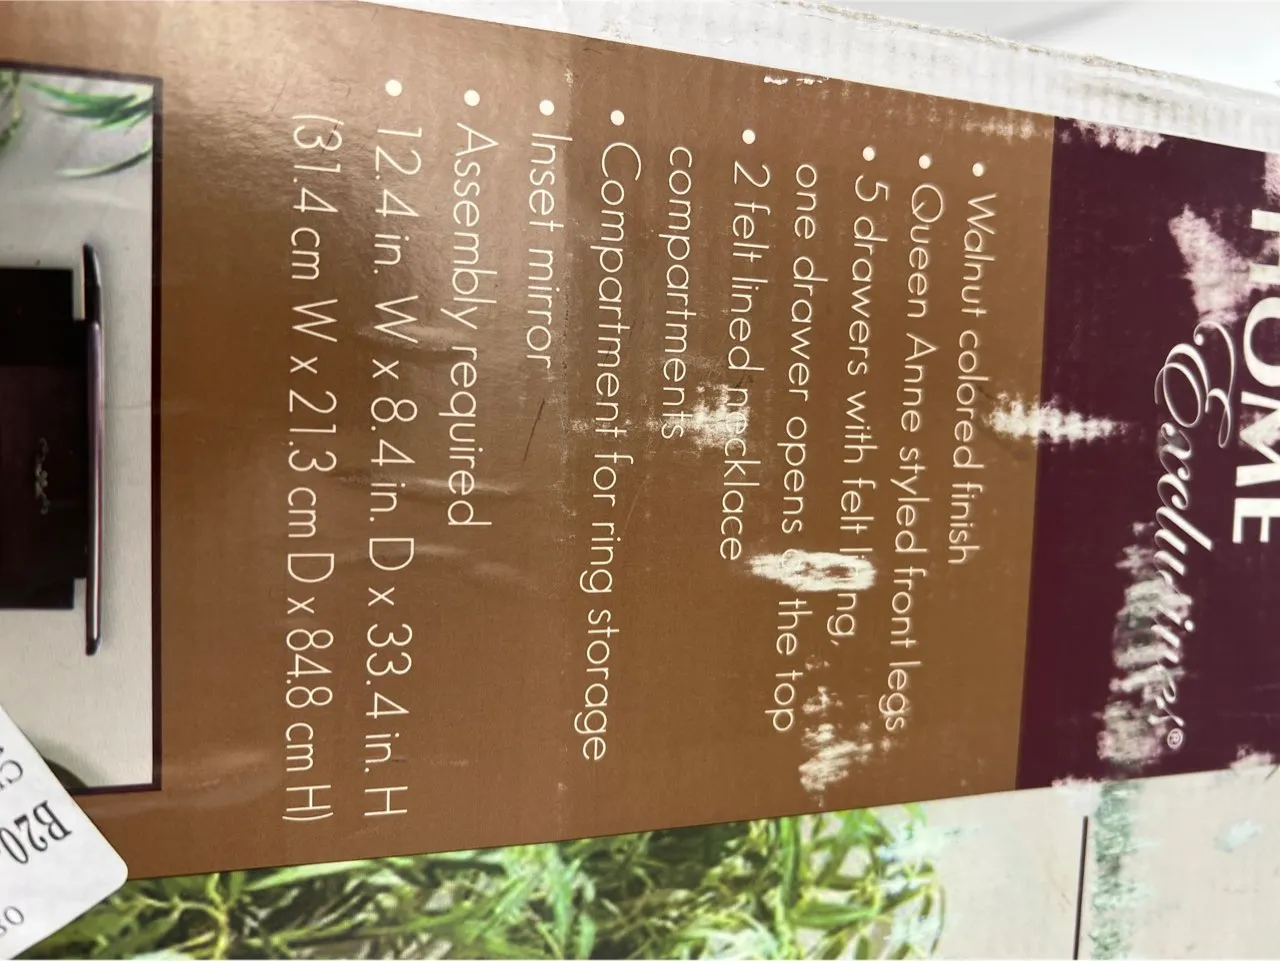 HOME
Exclusives®
• Walnut colored finish
• Queen Anne styled front legs
• 5 drawers with felt lining,
one drawer opens the top
• 2 felt lined necklace
compartments
• Compartment for ring storage
• Inset mirror
• Assembly required
• 12.4 in. W x 8.4 in. D x 33.4 in. H
(31.4 cm W x 21.3 cm D x 84.8 cm H)
B20